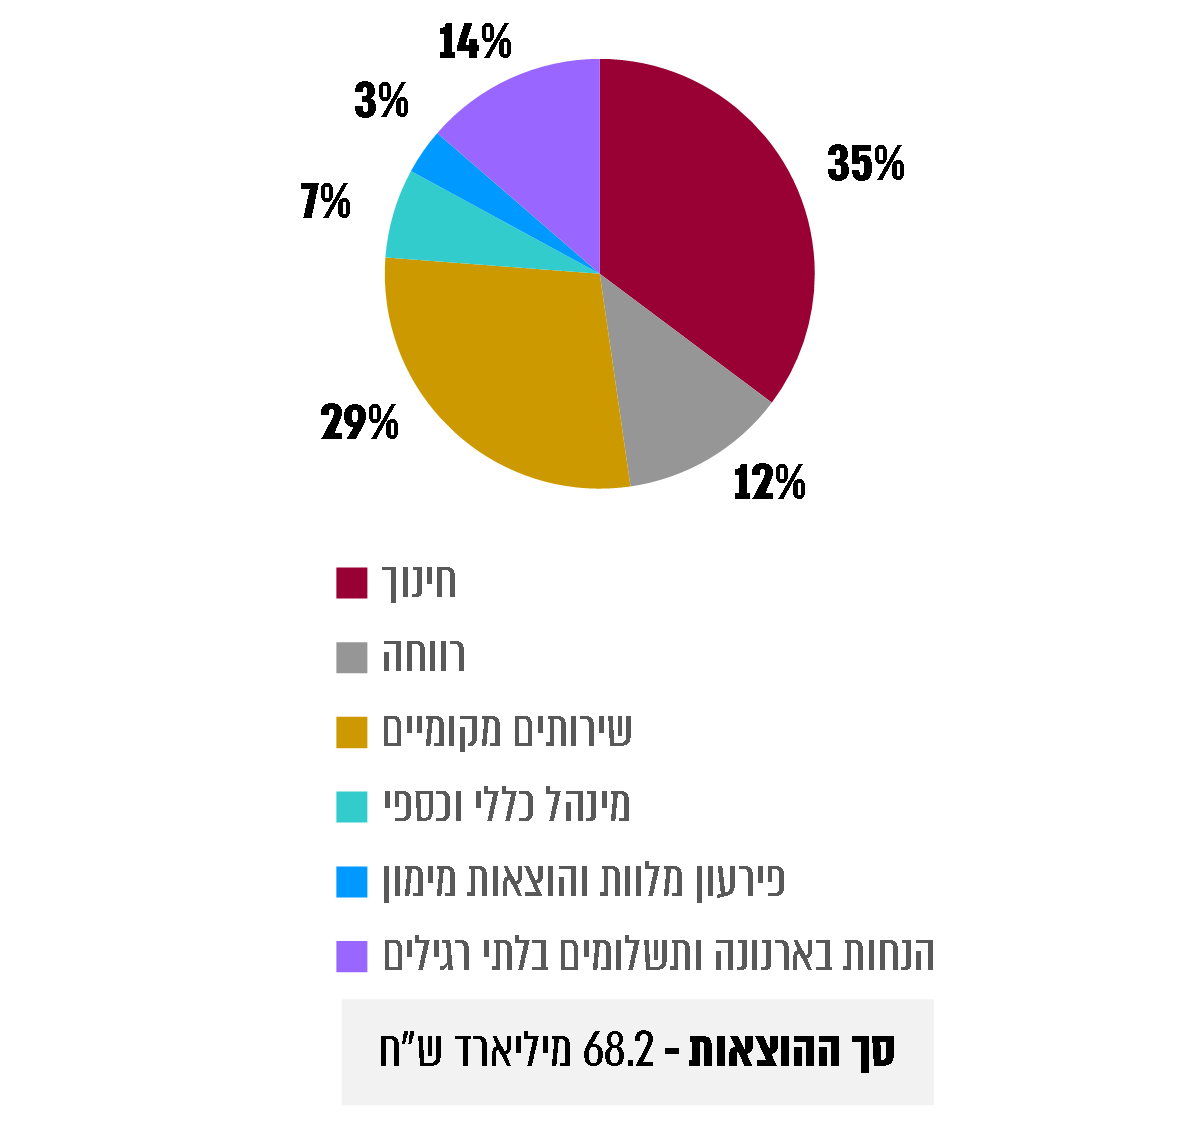 14%
3%
35%
7%
29%
12%
חינוך
רווחה
שירותים מקומיים
מינהל כללי וכספי
פירעון מלוות והוצאות מימון
הנחות בארנונה ותשלומים בלתי רגילים
סך ההוצאות - 68.2 מיליארד ש"ח